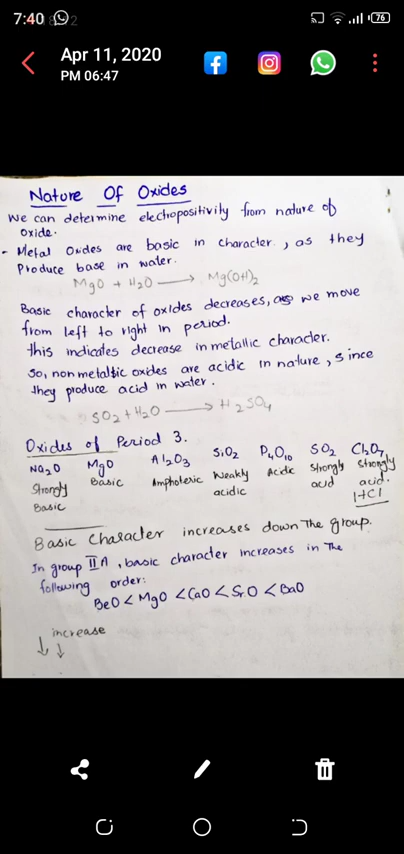 7:40
76
Apr 11, 2020
PM 06:47
Nature Of Oxides
We can determine electropositivity from nature of
oxide.
- Metal Oxides are basic in character, as they
Produce base in water.
MgO + H2O → Mg(OH)2
Basic character of oxides decreases, as we move
from left to right in period.
this indicates decrease in metallic character.
So, non metallic oxides are acidic in nature, since
they produce acid in water.
SO2 + H2O → H2SO4
Oxides of Period 3.
Na2O MgO Al2O3 SiO2 P4O10 SO2 Cl2O7
Strongly Basic Amphoteric Weakly Acidic Strongly Strongly
Basic acidic acid acid.
HCl
Basic Character increases down The group.
In group II A, basic character increases in The
following order:
BeO < MgO < CaO < SrO < BaO
increase